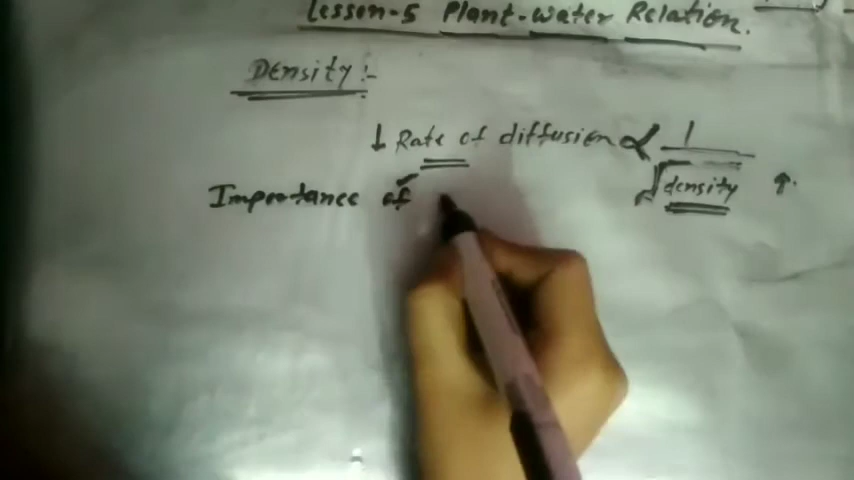 Lesson-5 Plant-water Relation.
Density:-
↓ Rate of diffusion ∝ 1
√density ↑.
Importance of